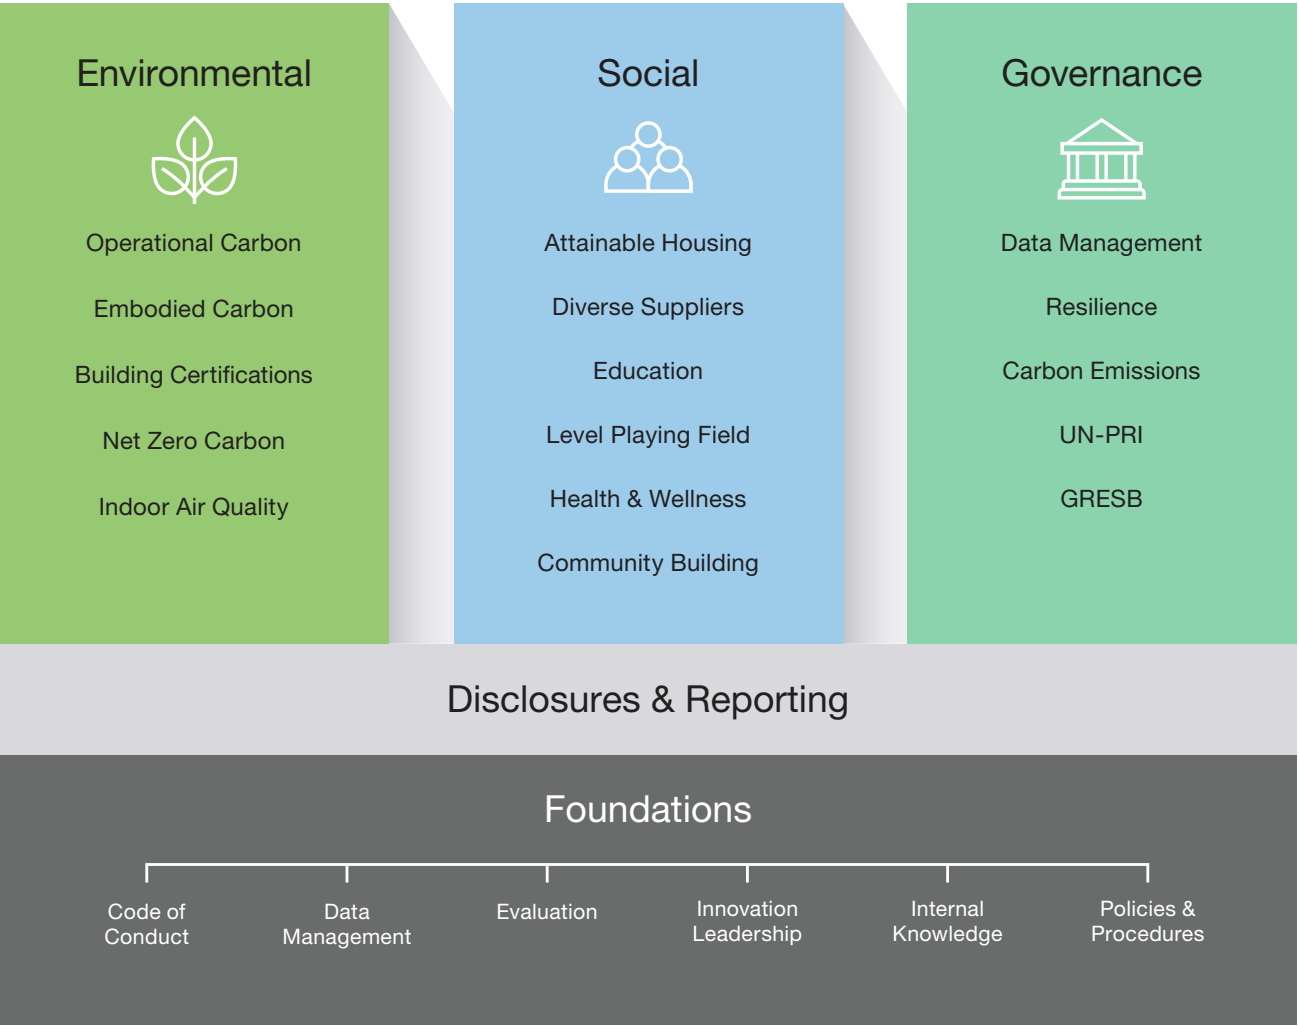 Environmental
Operational Carbon
Embodied Carbon
Building Certifications
Net Zero Carbon
Indoor Air Quality
Social
Attainable Housing
Diverse Suppliers
Education
Level Playing Field
Health & Wellness
Community Building
Governance
Data Management
Resilience
Carbon Emissions
UN-PRI
GRESB
Disclosures & Reporting
Foundations
Code of
Conduct
Data
Management
Evaluation
Innovation
Leadership
Internal
Knowledge
Policies &
Procedures